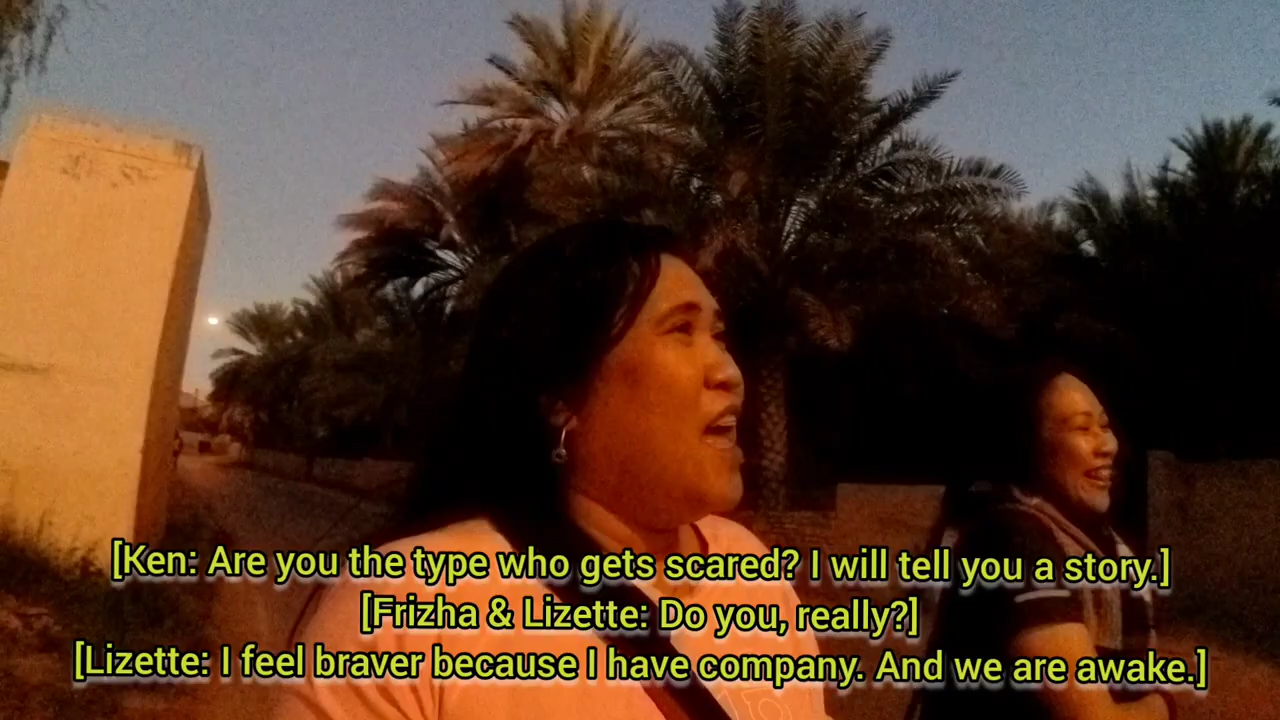 [Ken: Are you the type who gets scared? I will tell you a story.]
[Frizha & Lizette: Do you, really?]
[Lizette: I feel braver because I have company. And we are awake.]